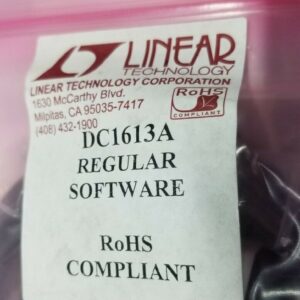 LINEAR
TECHNOLOGY
LINEAR TECHNOLOGY CORPORATION
1630 McCarthy Blvd.
Milpitas, CA 95035-7417
(408) 432-1900
RoHS
COMPLIANT
DC1613A
REGULAR
SOFTWARE
RoHS
COMPLIANT